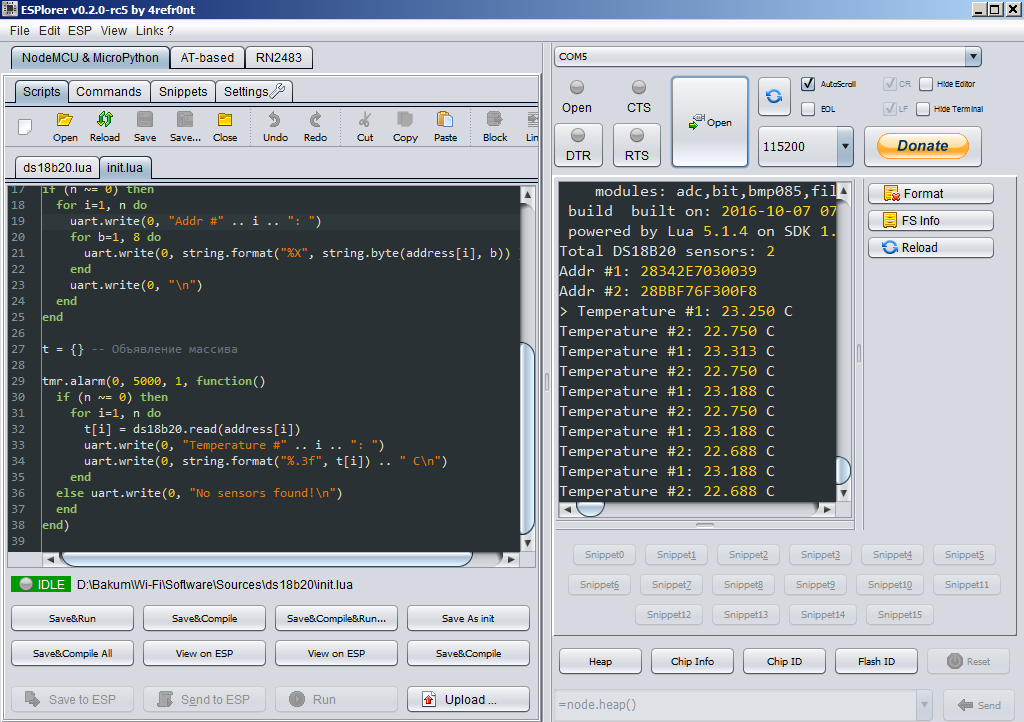 ESPlorer v0.2.0-rc5 by 4refr0nt
File Edit ESP View Links ?
NodeMCU & MicroPython AT-based RN2483
Scripts Commands Snippets Settings
Open Reload Save Save... Close Undo Redo Cut Copy Paste Block Lin
ds18b20.lua init.lua
17 if (n ~= 0) then
18 for i=1, n do
19 uart.write(0, "Addr #" .. i .. ": ")
20 for b=1, 8 do
21 uart.write(0, string.format("%X", string.byte(address[i], b))
22 end
23 uart.write(0, "\n")
24 end
25 end
26
27 t = {} -- Объявление массива
28
29 tmr.alarm(0, 5000, 1, function()
30 if (n ~= 0) then
31 for i=1, n do
32 t[i] = ds18b20.read(address[i])
33 uart.write(0, "Temperature #" .. i .. ": ")
34 uart.write(0, string.format("%.3f", t[i]) .. " C\n")
35 end
36 else uart.write(0, "No sensors found!\n")
37 end
38 end)
39
IDLE D:\Bakum\Wi-Fi\Software\Sources\ds18b20\init.lua
Save&Run Save&Compile Save&Compile&Run... Save As init
Save&Compile All View on ESP View on ESP Save&Compile
Save to ESP Send to ESP Run Upload ...
COM5
Open CTS
DTR RTS
Open
AutoScroll CR Hide Editor
EOL LF Hide Terminal
115200 Donate
modules: adc,bit,bmp085,fil
build built on: 2016-10-07 07
powered by Lua 5.1.4 on SDK 1.
Total DS18B20 sensors: 2
Addr #1: 28342E7030039
Addr #2: 28BBF76F300F8
> Temperature #1: 23.250 C
Temperature #2: 22.750 C
Temperature #1: 23.313 C
Temperature #2: 22.750 C
Temperature #1: 23.188 C
Temperature #2: 22.750 C
Temperature #1: 23.188 C
Temperature #2: 22.688 C
Temperature #1: 23.188 C
Temperature #2: 22.688 C
Format
FS Info
Reload
Snippet0 Snippet1 Snippet2 Snippet3 Snippet4 Snippet5
Snippet6 Snippet7 Snippet8 Snippet9 Snippet10 Snippet11
Snippet12 Snippet13 Snippet14 Snippet15
Heap Chip Info Chip ID Flash ID Reset
=node.heap() Send